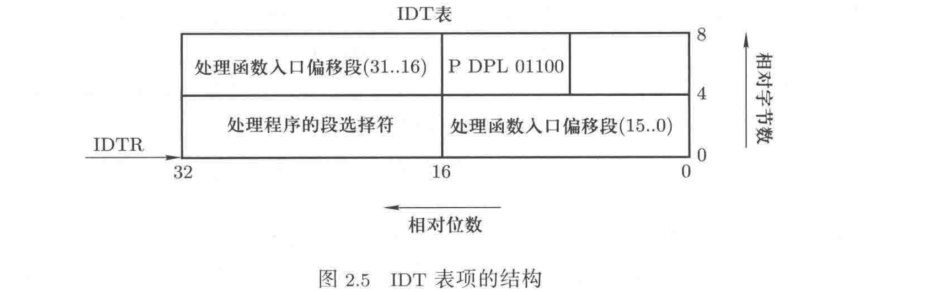 IDT表
8
处理函数入口偏移段(31..16)
P DPL 01100
4
处理程序的段选择符
处理函数入口偏移段(15..0)
相对字节数
IDTR
0
32
16
0
相对位数
图 2.5 IDT 表项的结构